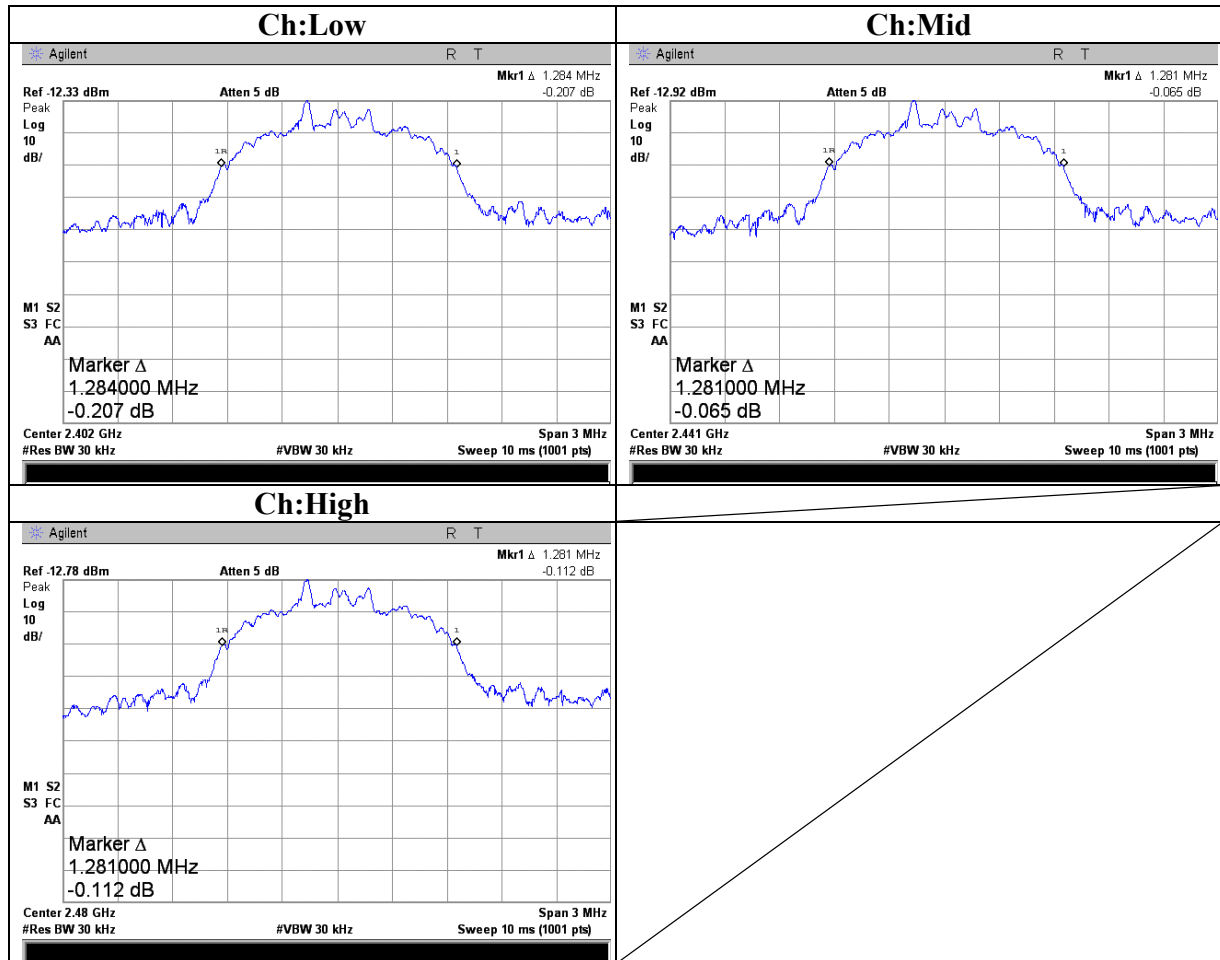 Ch:Low
Agilent R T
Mkr1 Δ 1.284 MHz
Ref -12.33 dBm Atten 5 dB -0.207 dB
Peak
Log
10
dB/
1R 1
M1 S2
S3 FC
AA
Marker Δ
1.284000 MHz
-0.207 dB
Center 2.402 GHz Span 3 MHz
#Res BW 30 kHz #VBW 30 kHz Sweep 10 ms (1001 pts)
Ch:Mid
Agilent R T
Mkr1 Δ 1.281 MHz
Ref -12.92 dBm Atten 5 dB -0.065 dB
Peak
Log
10
dB/
1R 1
M1 S2
S3 FC
AA
Marker Δ
1.281000 MHz
-0.065 dB
Center 2.441 GHz Span 3 MHz
#Res BW 30 kHz #VBW 30 kHz Sweep 10 ms (1001 pts)
Ch:High
Agilent R T
Mkr1 Δ 1.281 MHz
Ref -12.78 dBm Atten 5 dB -0.112 dB
Peak
Log
10
dB/
1R 1
M1 S2
S3 FC
AA
Marker Δ
1.281000 MHz
-0.112 dB
Center 2.48 GHz Span 3 MHz
#Res BW 30 kHz #VBW 30 kHz Sweep 10 ms (1001 pts)